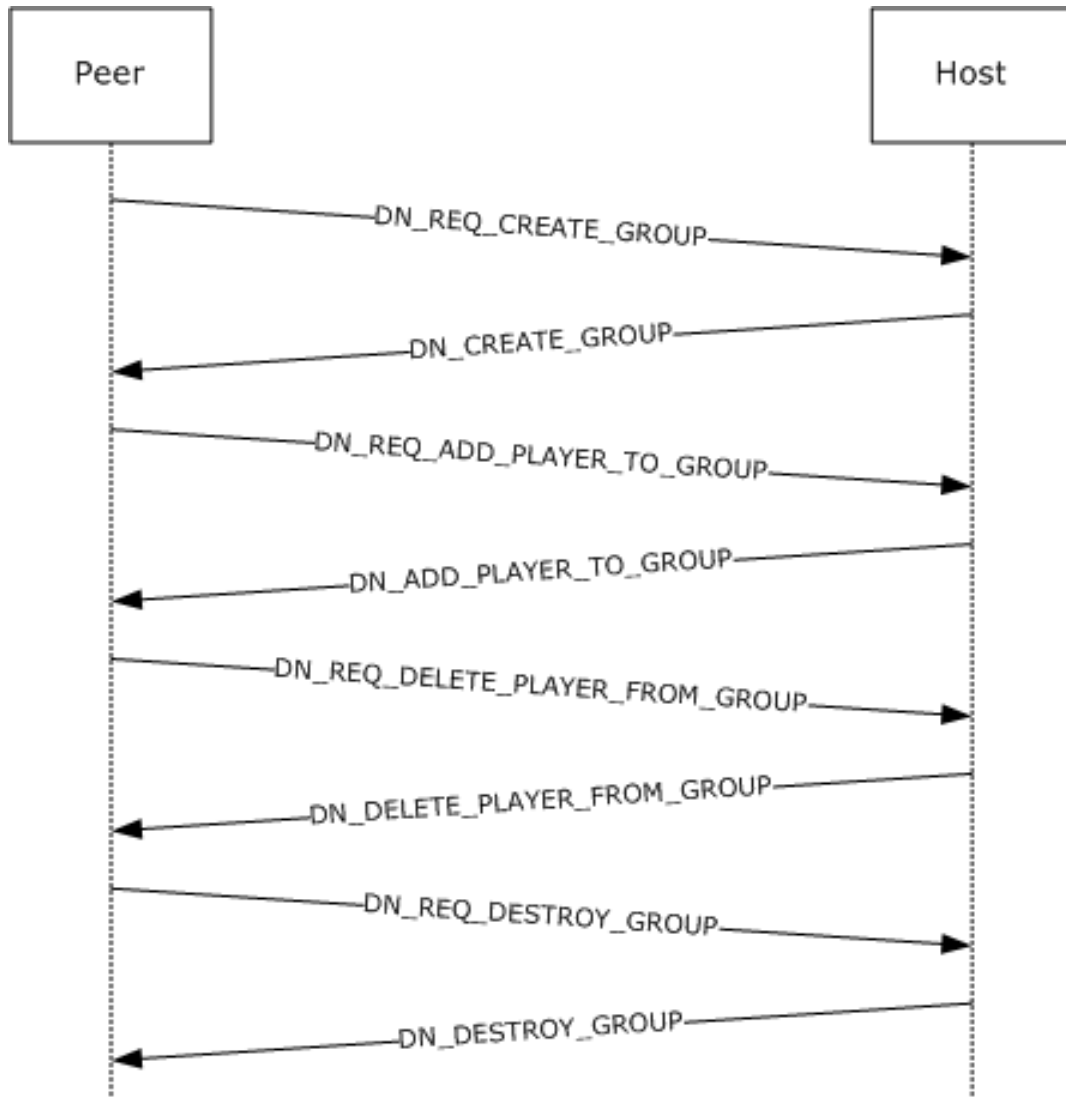 Peer
Host
DN_REQ_CREATE_GROUP
DN_CREATE_GROUP
DN_REQ_ADD_PLAYER_TO_GROUP
DN_ADD_PLAYER_TO_GROUP
DN_REQ_DELETE_PLAYER_FROM_GROUP
DN_DELETE_PLAYER_FROM_GROUP
DN_REQ_DESTROY_GROUP
DN_DESTROY_GROUP